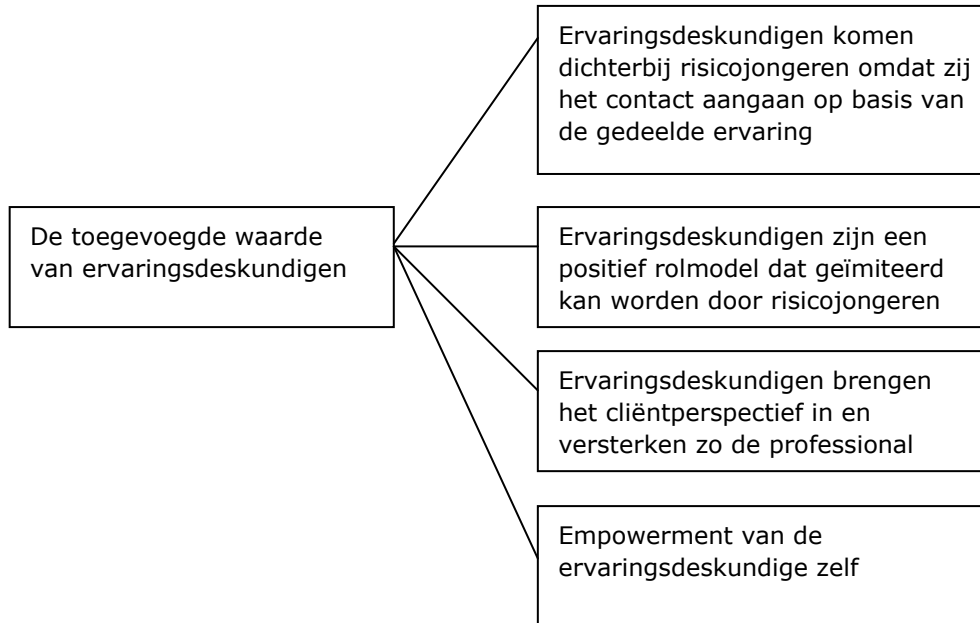 Ervaringsdeskundigen komen
dichterbij risicojongeren omdat zij
het contact aangaan op basis van
de gedeelde ervaring
De toegevoegde waarde
van ervaringsdeskundigen
Ervaringsdeskundigen zijn een
positief rolmodel dat geïmiteerd
kan worden door risicojongeren
Ervaringsdeskundigen brengen
het cliëntperspectief in en
versterken zo de professional
Empowerment van de
ervaringsdeskundige zelf